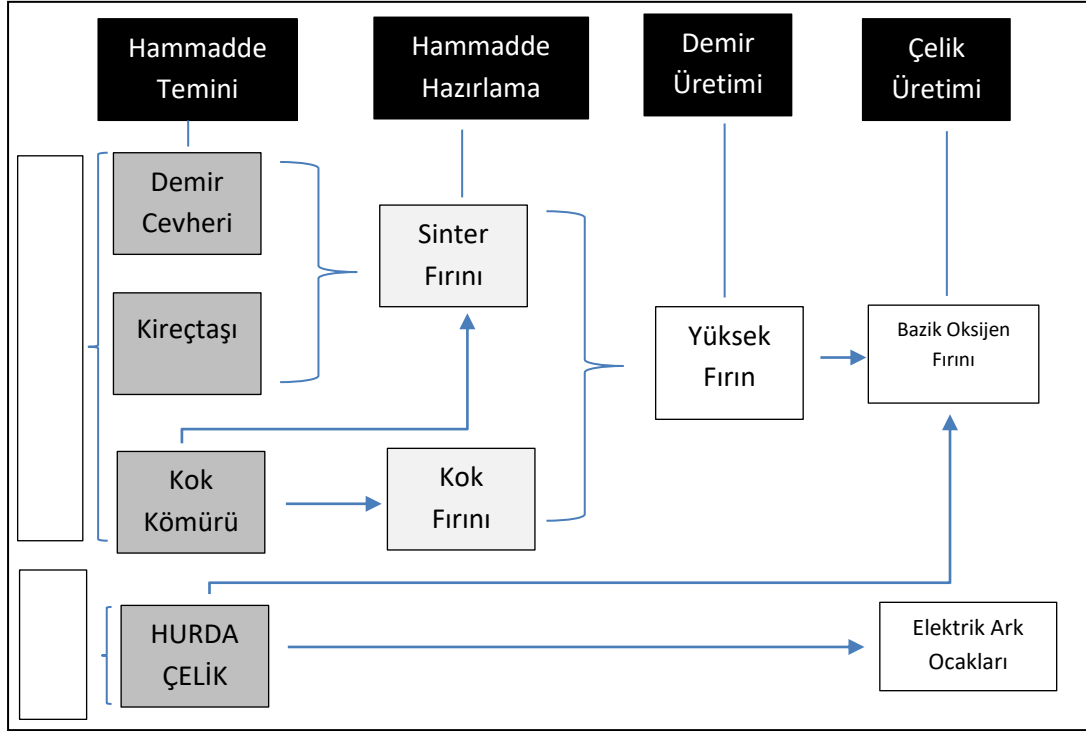 Hammadde
Temini
Hammadde
Hazırlama
Demir
Üretimi
Çelik
Üretimi
Demir
Cevheri
Sinter
Fırını
Kireçtaşı
Yüksek
Fırın
Bazik Oksijen
Fırını
Kok
Kömürü
Kok
Fırını
HURDA
ÇELİK
Elektrik Ark
Ocakları